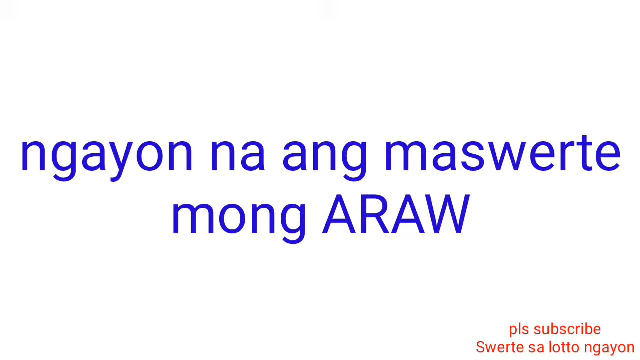 ngayon na ang maswerte
mong ARAW
pls subscribe
Swerte sa lotto ngayon